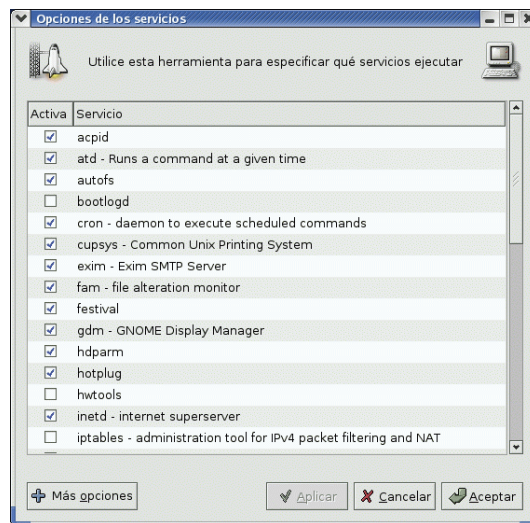 Opciones de los servicios
Utilice esta herramienta para especificar qué servicios ejecutar
Activa Servicio
acpid
atd - Runs a command at a given time
autofs
bootlogd
cron - daemon to execute scheduled commands
cupsys - Common Unix Printing System
exim - Exim SMTP Server
fam - file alteration monitor
festival
gdm - GNOME Display Manager
hdparm
hotplug
hwtools
inetd - internet superserver
iptables - administration tool for IPv4 packet filtering and NAT
Más opciones Aplicar Cancelar Aceptar